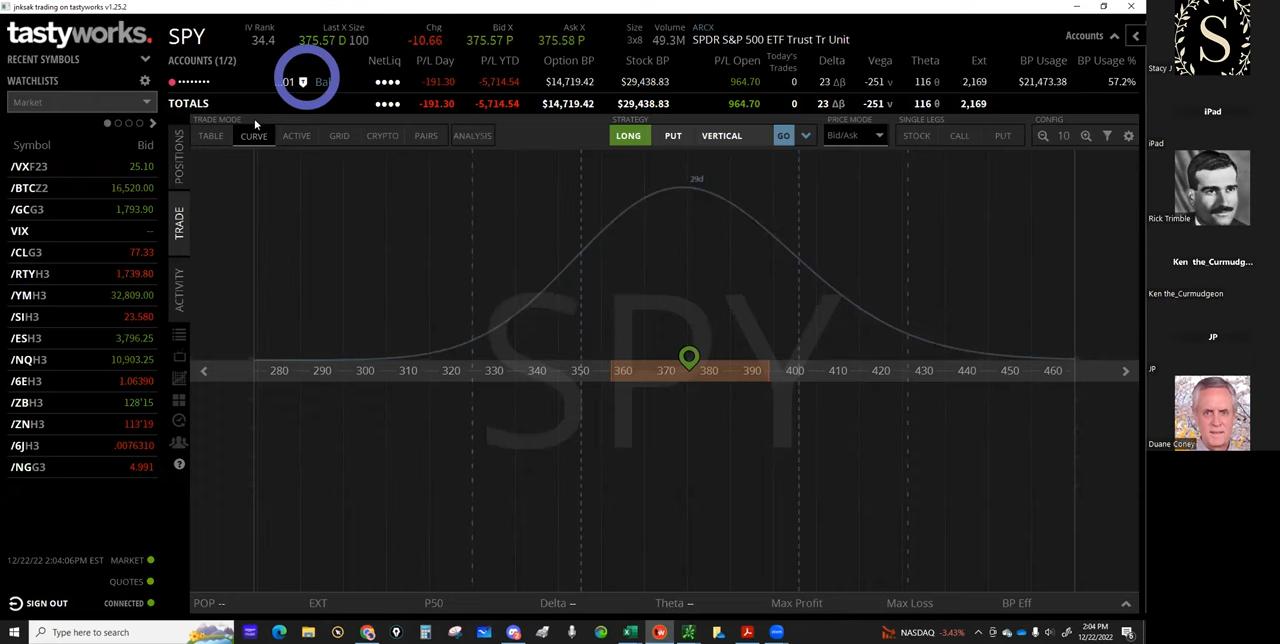 jnksak trading on tastyworks v1.25.2
tastyworks.
SPY
IV Rank Last X Size Chg Bid X Ask X Size Volume ARCX
34.4 375.57 D 100 -10.66 375.57 P 375.58 P 3x8 49.3M SPDR S&P 500 ETF Trust Tr Unit
Accounts
RECENT SYMBOLS
ACCOUNTS (1/2) NetLiq P/L Day P/L YTD Option BP Stock BP P/L Open Today's Trades Delta Vega Theta Ext BP Usage BP Usage %
WATCHLISTS
...01 -191.30 -5,714.54 $14,719.42 $29,438.83 964.70 0 23 Δβ -251 ν 116 θ 2,169 $21,473.38 57.2%
Market
TOTALS -191.30 -5,714.54 $14,719.42 $29,438.83 964.70 0 23 Δβ -251 ν 116 θ 2,169
TRADE MODE STRATEGY PRICE MODE SINGLE LEGS CONFIG
TABLE CURVE ACTIVE GRID CRYPTO PAIRS ANALYSIS LONG PUT VERTICAL GO Bid/Ask STOCK CALL PUT 10
POSITIONS
TRADE
ACTIVITY
Symbol Bid
/VXF23 25.10
/BTCZ2 16,520.00
/GCG3 1,793.90
VIX --
/CLG3 77.33
/RTYH3 1,739.80
/YMH3 32,809.00
/SIH3 23.580
/ESH3 3,796.25
/NQH3 10,903.25
/6EH3 1.06390
/ZBH3 128'15
/ZNH3 113'19
/6JH3 .0076310
/NGG3 4.991
29d
SPY
280 290 300 310 320 330 340 350 360 370 380 390 400 410 420 430 440 450 460
12/22/22 2:04:06PM EST MARKET
QUOTES
SIGN OUT CONNECTED
POP -- EXT P50 Delta -- Theta -- Max Profit Max Loss BP Eff
S
Stacy J
iPad
iPad
Rick Trimble
Ken the_Curmudg...
Ken the_Curmudgeon
JP
JP
Duane Coney
Type here to search
NASDAQ -3.43%
2:04 PM
12/22/2022